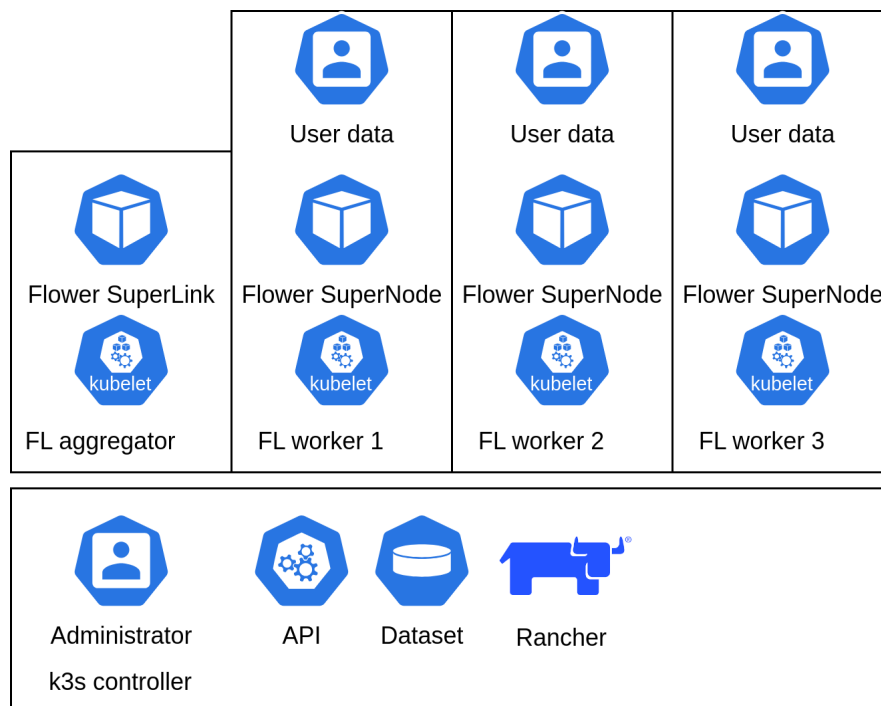 User data
User data
User data
Flower SuperLink
Flower SuperNode
Flower SuperNode
Flower SuperNode
kubelet
kubelet
kubelet
kubelet
FL aggregator
FL worker 1
FL worker 2
FL worker 3
®
Administrator
API
Dataset
Rancher
k3s controller